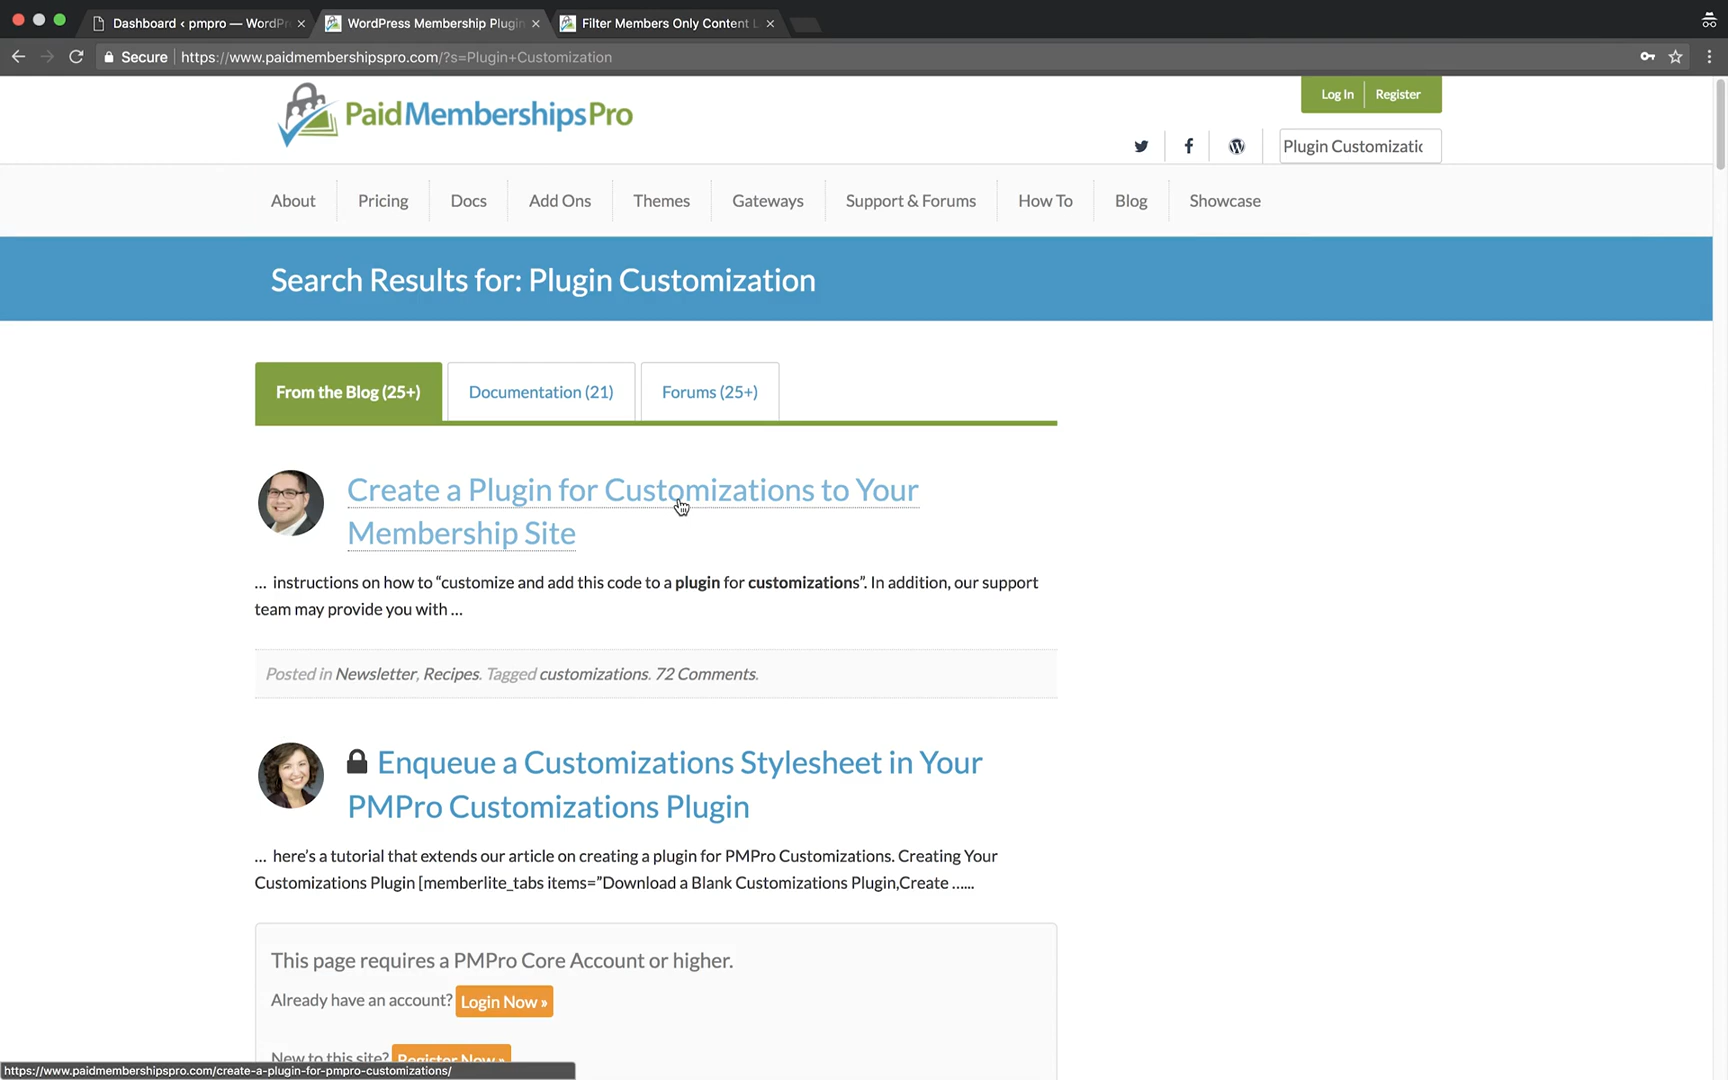 Dashboard ‹ pmpro — WordPr
WordPress Membership Plugin
Filter Members Only Content L
Secure
https://www.paidmembershipspro.com/?s=Plugin+Customization
PaidMembershipsPro
Log In
Register
Plugin Customizatic
About
Pricing
Docs
Add Ons
Themes
Gateways
Support & Forums
How To
Blog
Showcase
Search Results for: Plugin Customization
From the Blog (25+)
Documentation (21)
Forums (25+)
Create a Plugin for Customizations to Your
Membership Site
... instructions on how to “customize and add this code to a plugin for customizations”. In addition, our support
team may provide you with ...
Posted in Newsletter, Recipes. Tagged customizations. 72 Comments.
Enqueue a Customizations Stylesheet in Your
PMPro Customizations Plugin
... here’s a tutorial that extends our article on creating a plugin for PMPro Customizations. Creating Your
Customizations Plugin [memberlite_tabs items=”Download a Blank Customizations Plugin,Create ......
This page requires a PMPro Core Account or higher.
Already have an account? Login Now »
New to this site? Register Now »
https://www.paidmembershipspro.com/create-a-plugin-for-pmpro-customizations/